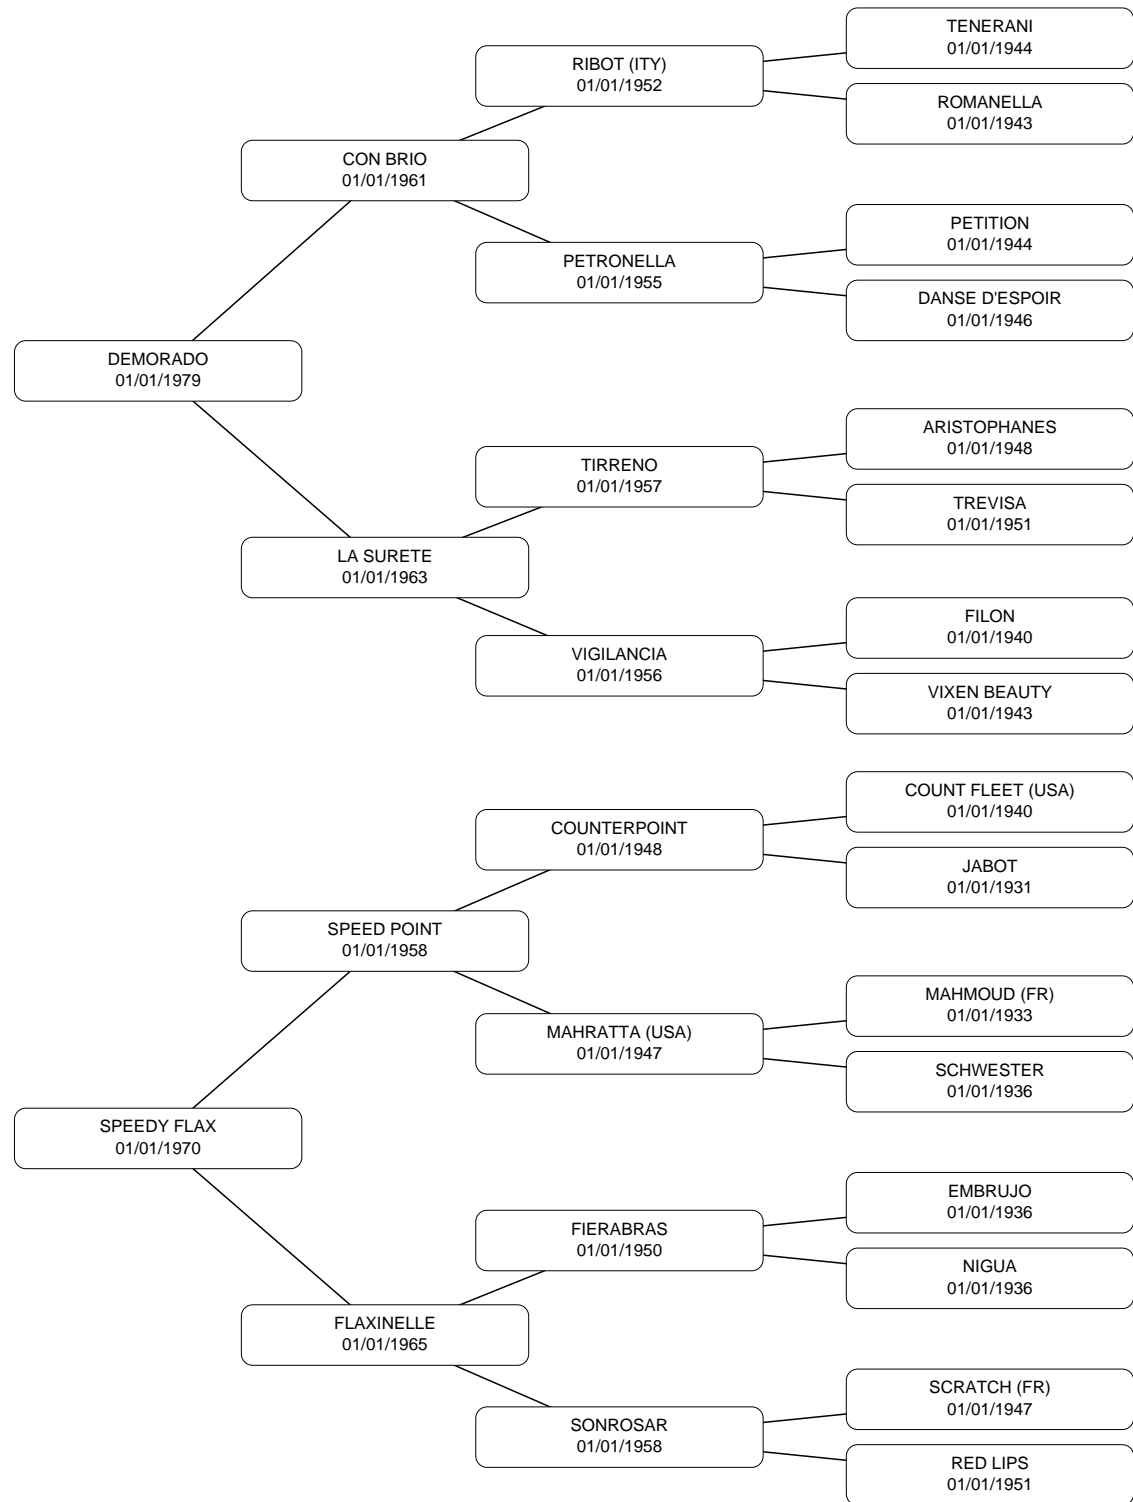 TENERANI
01/01/1944
RIBOT (ITY)
01/01/1952
ROMANELLA
01/01/1943
CON BRIO
01/01/1961
PETITION
01/01/1944
PETRONELLA
01/01/1955
DANSE D'ESPOIR
01/01/1946
DEMORADO
01/01/1979
ARISTOPHANES
01/01/1948
TIRRENO
01/01/1957
TREVISA
01/01/1951
LA SURETE
01/01/1963
FILON
01/01/1940
VIGILANCIA
01/01/1956
VIXEN BEAUTY
01/01/1943
COUNT FLEET (USA)
01/01/1940
COUNTERPOINT
01/01/1948
JABOT
01/01/1931
SPEED POINT
01/01/1958
MAHMOUD (FR)
01/01/1933
MAHRATTA (USA)
01/01/1947
SCHWESTER
01/01/1936
SPEEDY FLAX
01/01/1970
EMBRUJO
01/01/1936
FIERABRAS
01/01/1950
NIGUA
01/01/1936
FLAXINELLE
01/01/1965
SCRATCH (FR)
01/01/1947
SONROSAR
01/01/1958
RED LIPS
01/01/1951